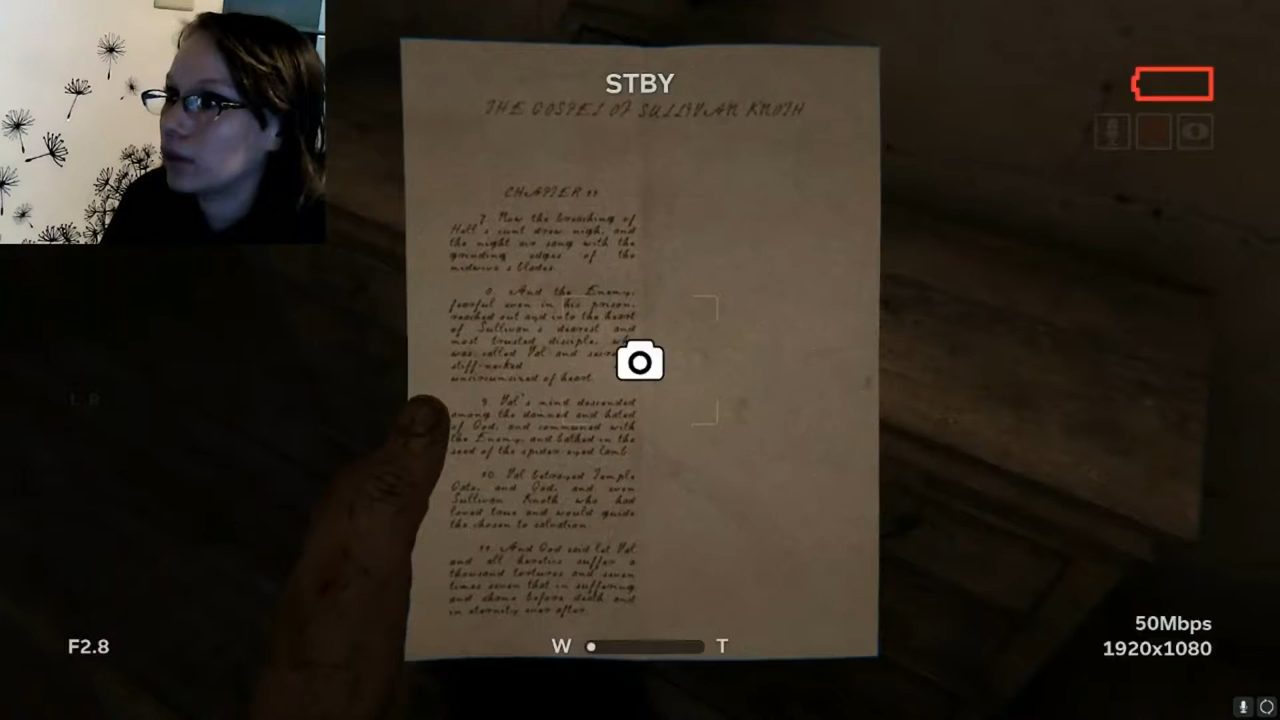 STBY
THE GOSPEL OF SULLIVAN KNOTH
CHAPTER 11
7. Now the breaching of
Hell's cunt drew nigh, and
the night air sang with the
grinding edges of the
midwive's blades.
8. And the Enemy,
fearful even in his prison,
reached out and into the heart
of Sullivan's dearest and
most trusted disciple,
was called Val and
stiff-necked
uncircumcised of heart.
9. Val's mind descended
among the damned and hated
of God, and communed with
the Enemy, and bathed in the
seed of the spider-eyed lamb
10. Val betrayed Temple
Gate, and God, and even
Sullivan Knoth who had
loved true and would guide
the chosen to salvation
11. And God said let Val
and all heretics suffer a
thousand tortures and seven
times seven that in suffering
and shame before death and
in eternity ever after.
L R
F2.8
W T
50Mbps
1920x1080